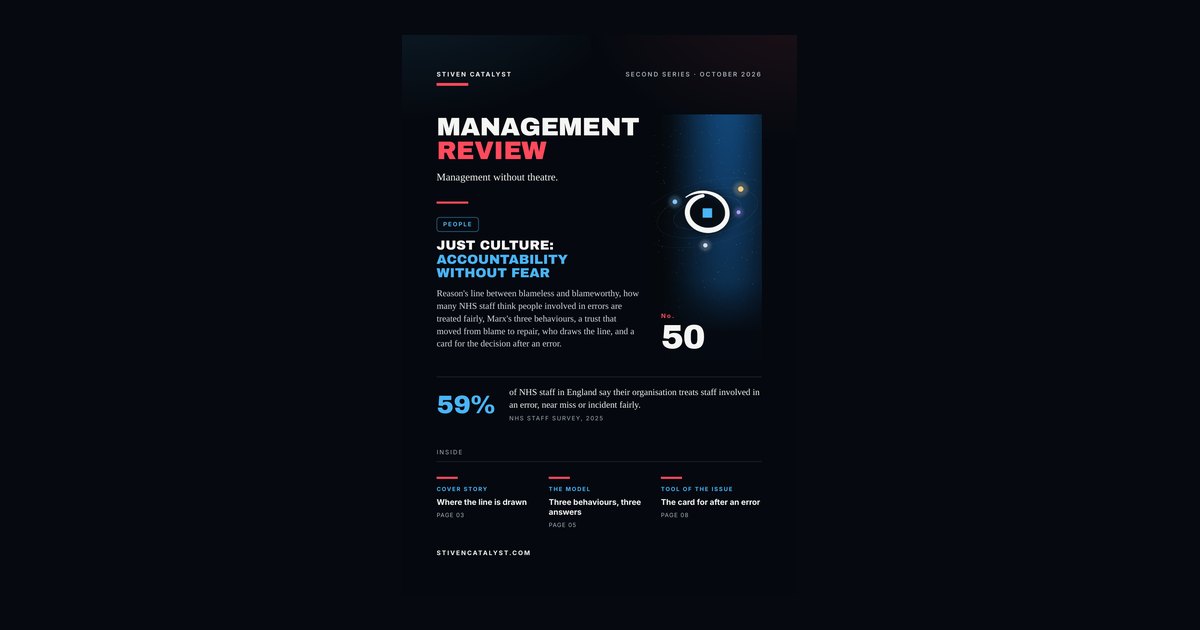 STIVEN CATALYST
SECOND SERIES · OCTOBER 2026
MANAGEMENT
REVIEW
Management without theatre.
PEOPLE
JUST CULTURE:
ACCOUNTABILITY
WITHOUT FEAR
Reason's line between blameless and blameworthy, how
many NHS staff think people involved in errors are
treated fairly, Marx's three behaviours, a trust that
moved from blame to repair, who draws the line, and a
card for the decision after an error.
No.
50
59%
of NHS staff in England say their organisation treats staff involved in
an error, near miss or incident fairly.
NHS STAFF SURVEY, 2025
INSIDE
COVER STORY
Where the line is drawn
PAGE 03
THE MODEL
Three behaviours, three
answers
PAGE 05
TOOL OF THE ISSUE
The card for after an error
PAGE 08
STIVENCATALYST.COM